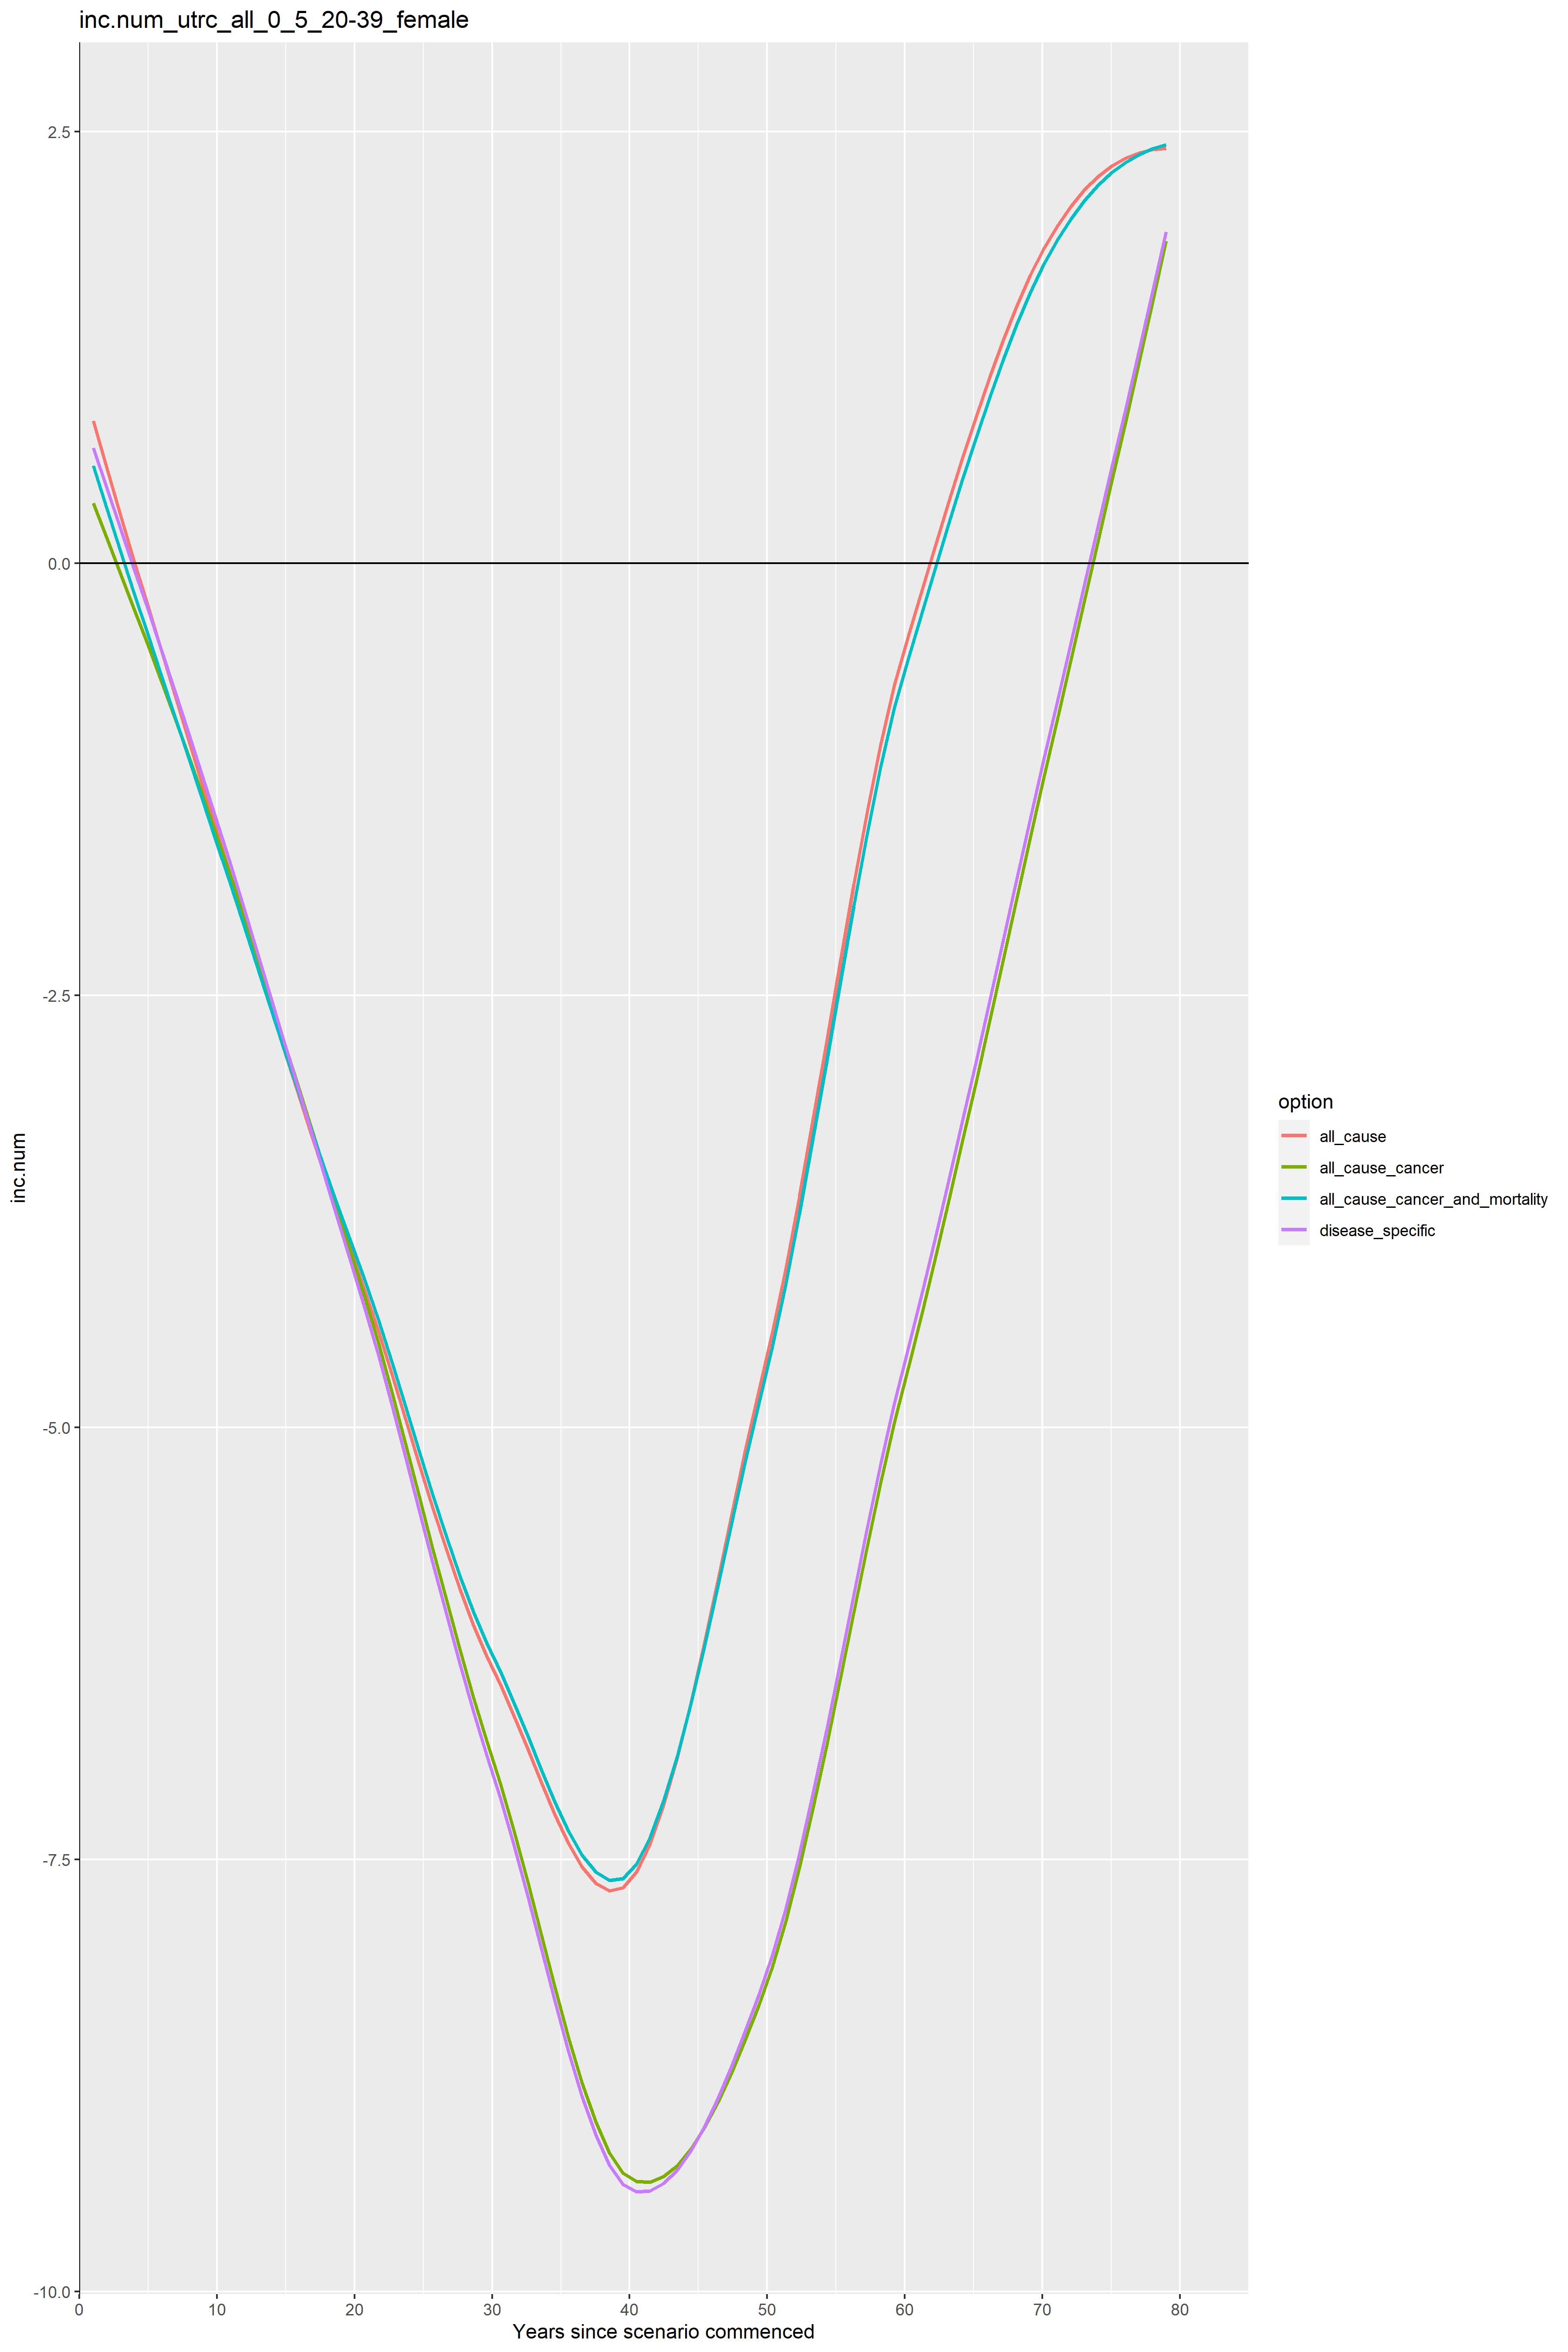 inc.num_utrc_all_0_5_20-39_female
2.5
0.0
-2.5
-5.0
-7.5
-10.0
inc.num
0 10 20 30 40 50 60 70 80
Years since scenario commenced
option
all_cause
all_cause_cancer
all_cause_cancer_and_mortality
disease_specific